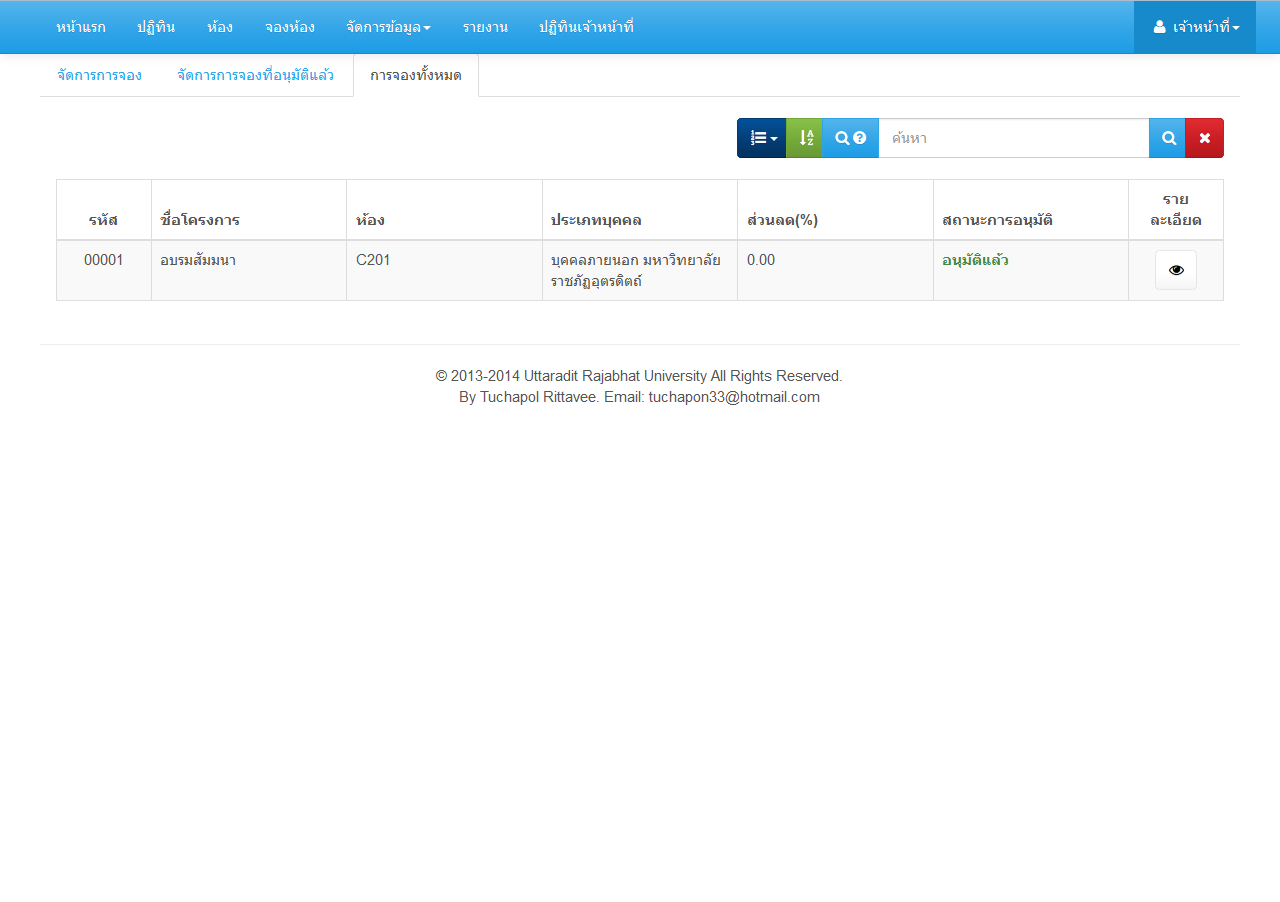 หน้าแรก ปฏิทิน ห้อง จองห้อง จัดการข้อมูล รายงาน ปฏิทินเจ้าหน้าที่ เจ้าหน้าที่
จัดการการจอง จัดการการจองที่อนุมัติแล้ว การจองทั้งหมด
ค้นหา
รหัส ชื่อโครงการ ห้อง ประเภทบุคคล ส่วนลด(%) สถานะการอนุมัติ ราย
ละเอียด
00001 อบรมสัมมนา C201 บุคคลภายนอก มหาวิทยาลัย 0.00 อนุมัติแล้ว
ราชภัฏอุตรดิตถ์
© 2013-2014 Uttaradit Rajabhat University All Rights Reserved.
By Tuchapol Rittavee. Email: tuchapon33@hotmail.com